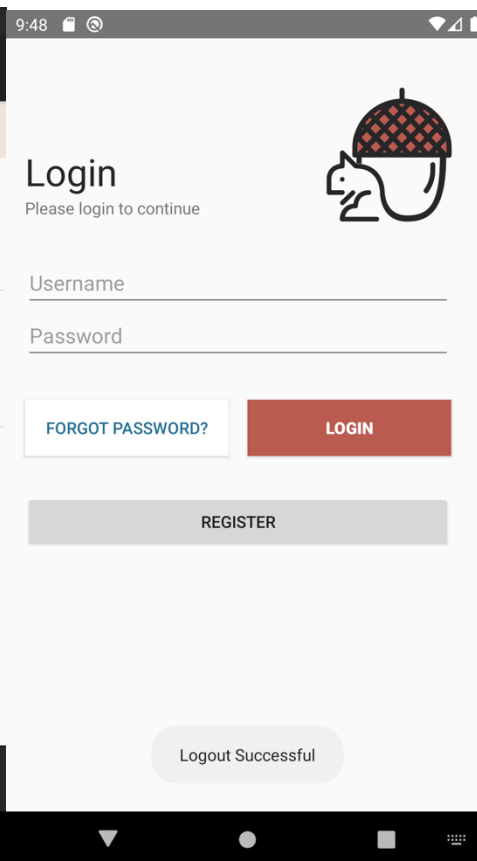 9:48
Login
Please login to continue
Username
Password
FORGOT PASSWORD? LOGIN
REGISTER
Logout Successful